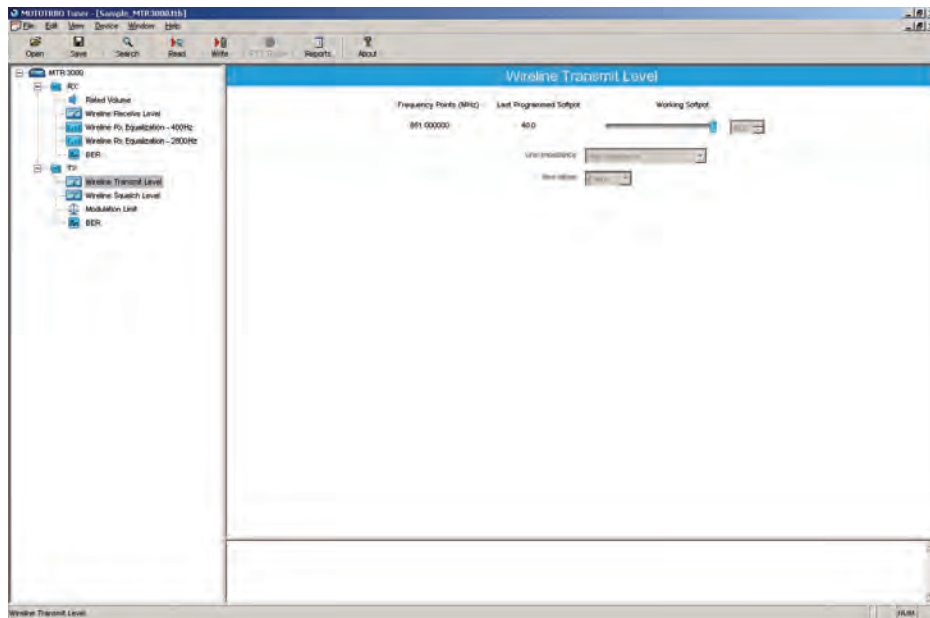 MOTOTRBO Tuner - [Sample_MTR3000.ltb]
File Edit View Device Window Help
Open Save Search Read Write Reports About
MTR 3000
RX
Rated Volume
Wireline Receive Level
Wireline Rx Equalization - 400Hz
Wireline Rx Equalization - 2800Hz
BER
TX
Wireline Transmit Level
Wireline Squelch Level
Modulation Limit
BER
Wireline Transmit Level
Frequency Points (MHz) Last Programmed Softpot Working Softpot
851.000000 40.0
Line Impedance
Wireline Transmit Level
NUM